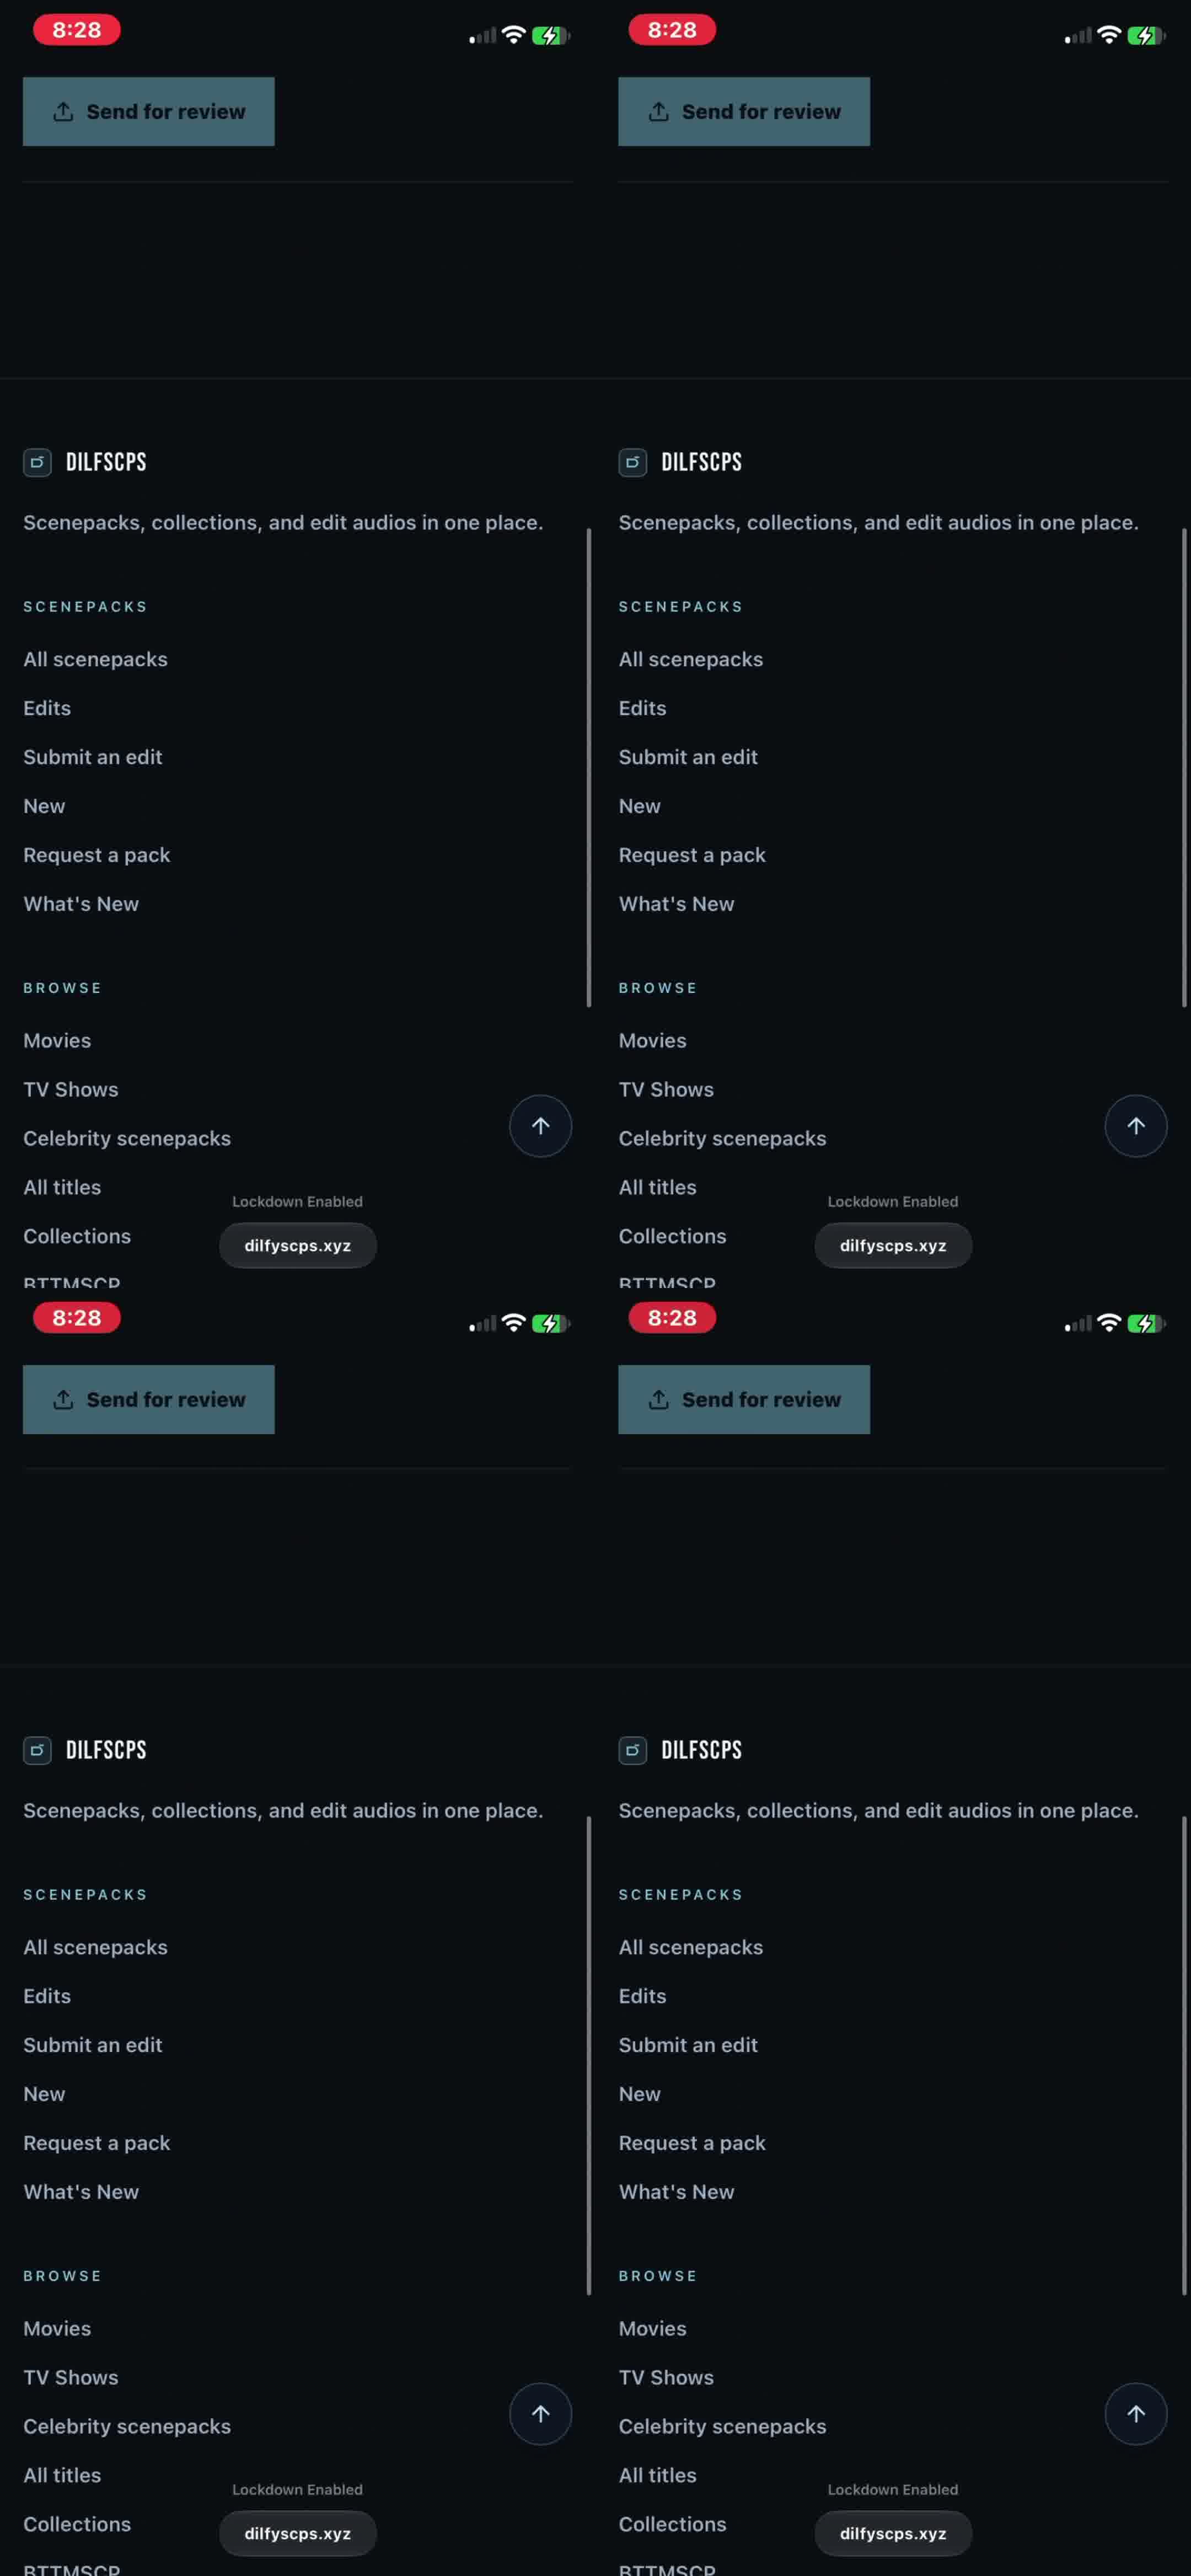 8:28
Send for review
DILFSCPS
Scenepacks, collections, and edit audios in one place.
SCENEPACKS
All scenepacks
Edits
Submit an edit
New
Request a pack
What's New
BROWSE
Movies
TV Shows
Celebrity scenepacks
All titles
Lockdown Enabled
Collections
dilfyscps.xyz
BTTMSCP
8:28
Send for review
DILFSCPS
Scenepacks, collections, and edit audios in one place.
SCENEPACKS
All scenepacks
Edits
Submit an edit
New
Request a pack
What's New
BROWSE
Movies
TV Shows
Celebrity scenepacks
All titles
Lockdown Enabled
Collections
dilfyscps.xyz
BTTMSCP
8:28
Send for review
DILFSCPS
Scenepacks, collections, and edit audios in one place.
SCENEPACKS
All scenepacks
Edits
Submit an edit
New
Request a pack
What's New
BROWSE
Movies
TV Shows
Celebrity scenepacks
All titles
Lockdown Enabled
Collections
dilfyscps.xyz
BTTMSCP
8:28
Send for review
DILFSCPS
Scenepacks, collections, and edit audios in one place.
SCENEPACKS
All scenepacks
Edits
Submit an edit
New
Request a pack
What's New
BROWSE
Movies
TV Shows
Celebrity scenepacks
All titles
Lockdown Enabled
Collections
dilfyscps.xyz
BTTMSCP